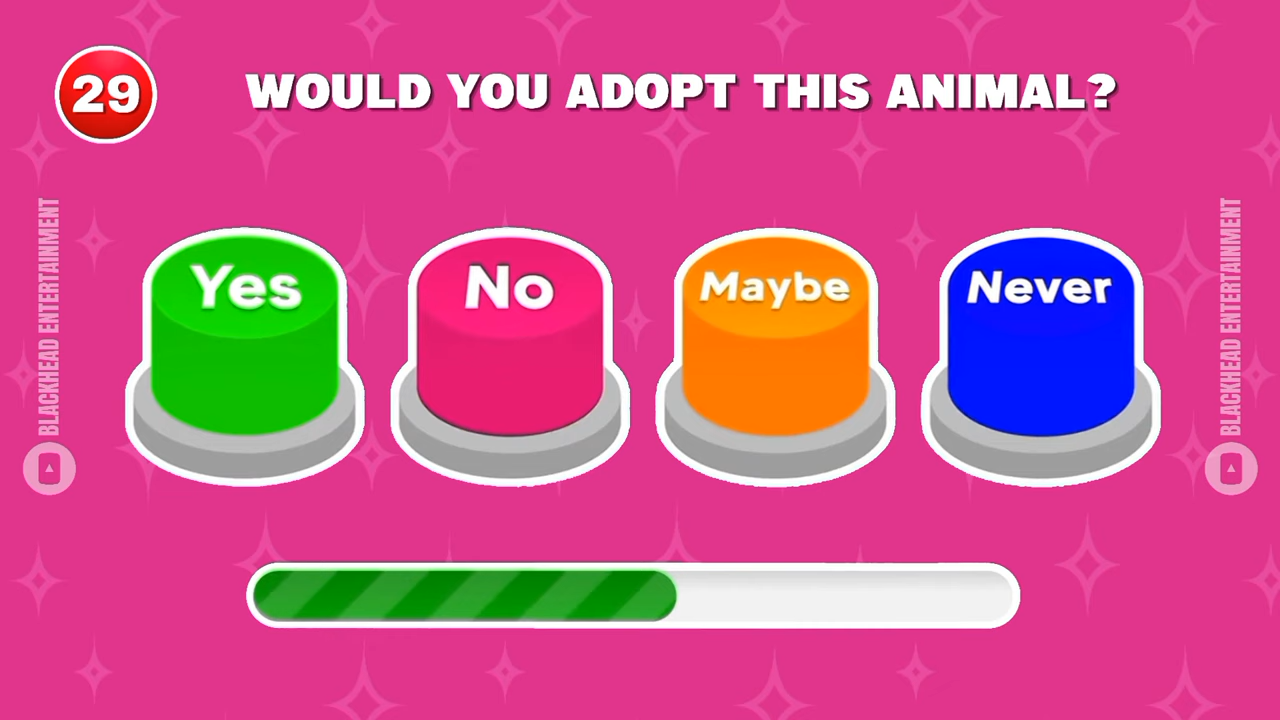 29
WOULD YOU ADOPT THIS ANIMAL?
BLACKHEAD ENTERTAINMENT
Yes
No
Maybe
Never
BLACKHEAD ENTERTAINMENT